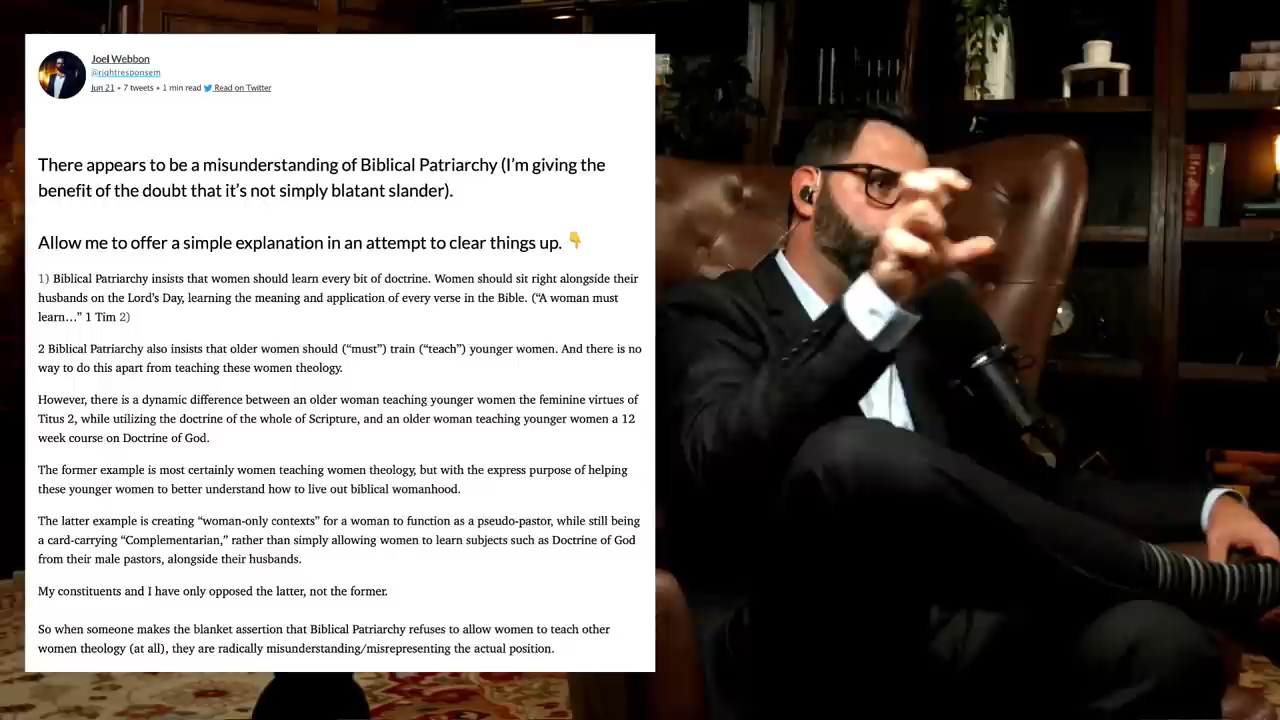 Joel Webbon
@rightresponsem
Jun 21 • 7 tweets • 1 min read Read on Twitter
There appears to be a misunderstanding of Biblical Patriarchy (I'm giving the
benefit of the doubt that it's not simply blatant slander).
Allow me to offer a simple explanation in an attempt to clear things up. 👇
1) Biblical Patriarchy insists that women should learn every bit of doctrine. Women should sit right alongside their
husbands on the Lord's Day, learning the meaning and application of every verse in the Bible. ("A woman must
learn…" 1 Tim 2)
2 Biblical Patriarchy also insists that older women should ("must") train ("teach") younger women. And there is no
way to do this apart from teaching these women theology.
However, there is a dynamic difference between an older woman teaching younger women the feminine virtues of
Titus 2, while utilizing the doctrine of the whole of Scripture, and an older woman teaching younger women a 12
week course on Doctrine of God.
The former example is most certainly women teaching women theology, but with the express purpose of helping
these younger women to better understand how to live out biblical womanhood.
The latter example is creating "woman-only contexts" for a woman to function as a pseudo-pastor, while still being
a card-carrying "Complementarian," rather than simply allowing women to learn subjects such as Doctrine of God
from their male pastors, alongside their husbands.
My constituents and I have only opposed the latter, not the former.
So when someone makes the blanket assertion that Biblical Patriarchy refuses to allow women to teach other
women theology (at all), they are radically misunderstanding/misrepresenting the actual position.